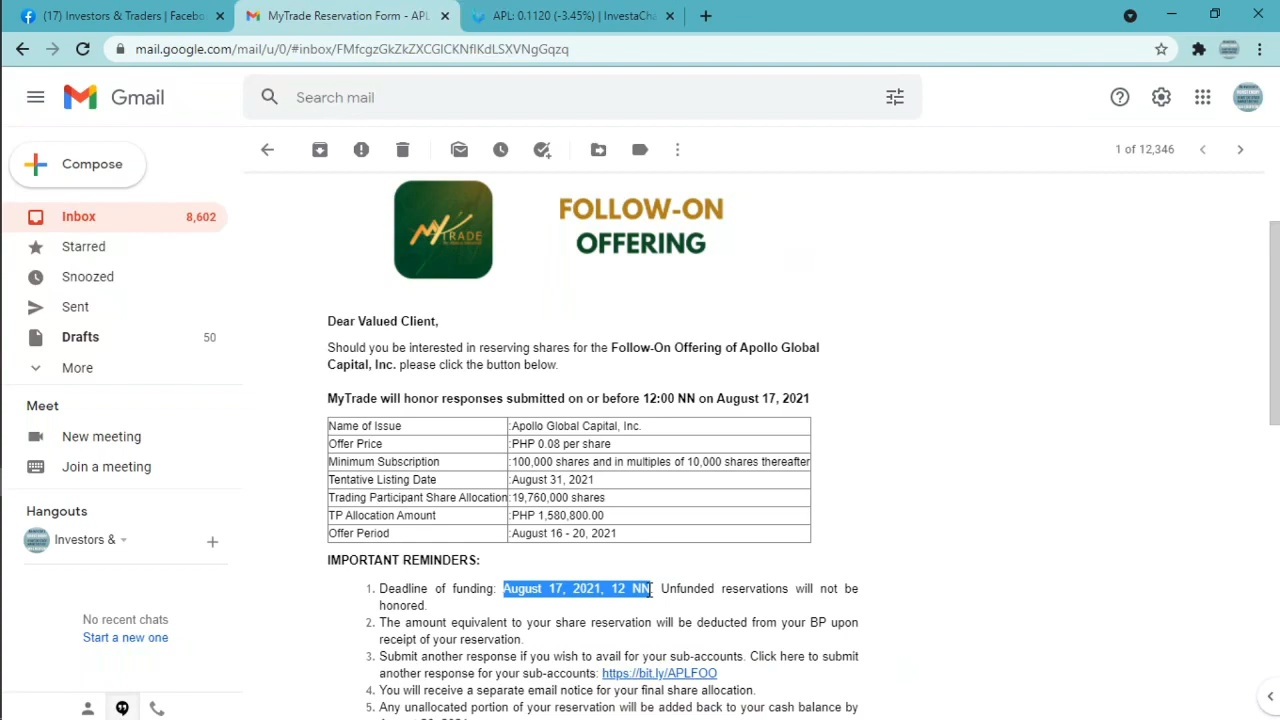 (17) Investors & Traders | Facebo
MyTrade Reservation Form - APL
APL: 0.1120 (-3.45%) | InvestaCha
mail.google.com/mail/u/0/#inbox/FMfcgzGkZkZXCGlCKNflKdLSXVNgGqzq
Gmail
Search mail
Compose
1 of 12,346
Inbox 8,602
Starred
Snoozed
Sent
Drafts 50
More
Meet
New meeting
Join a meeting
Hangouts
Investors &
No recent chats
Start a new one
MYTRADE
FOLLOW-ON
OFFERING
Dear Valued Client,
Should you be interested in reserving shares for the Follow-On Offering of Apollo Global
Capital, Inc. please click the button below.
MyTrade will honor responses submitted on or before 12:00 NN on August 17, 2021
Name of Issue :Apollo Global Capital, Inc.
Offer Price :PHP 0.08 per share
Minimum Subscription :100,000 shares and in multiples of 10,000 shares thereafter
Tentative Listing Date :August 31, 2021
Trading Participant Share Allocation :19,760,000 shares
TP Allocation Amount :PHP 1,580,800.00
Offer Period :August 16 - 20, 2021
IMPORTANT REMINDERS:
1. Deadline of funding: August 17, 2021, 12 NN. Unfunded reservations will not be
honored.
2. The amount equivalent to your share reservation will be deducted from your BP upon
receipt of your reservation.
3. Submit another response if you wish to avail for your sub-accounts. Click here to submit
another response for your sub-accounts: https://bit.ly/APLFOO
4. You will receive a separate email notice for your final share allocation.
5. Any unallocated portion of your reservation will be added back to your cash balance by